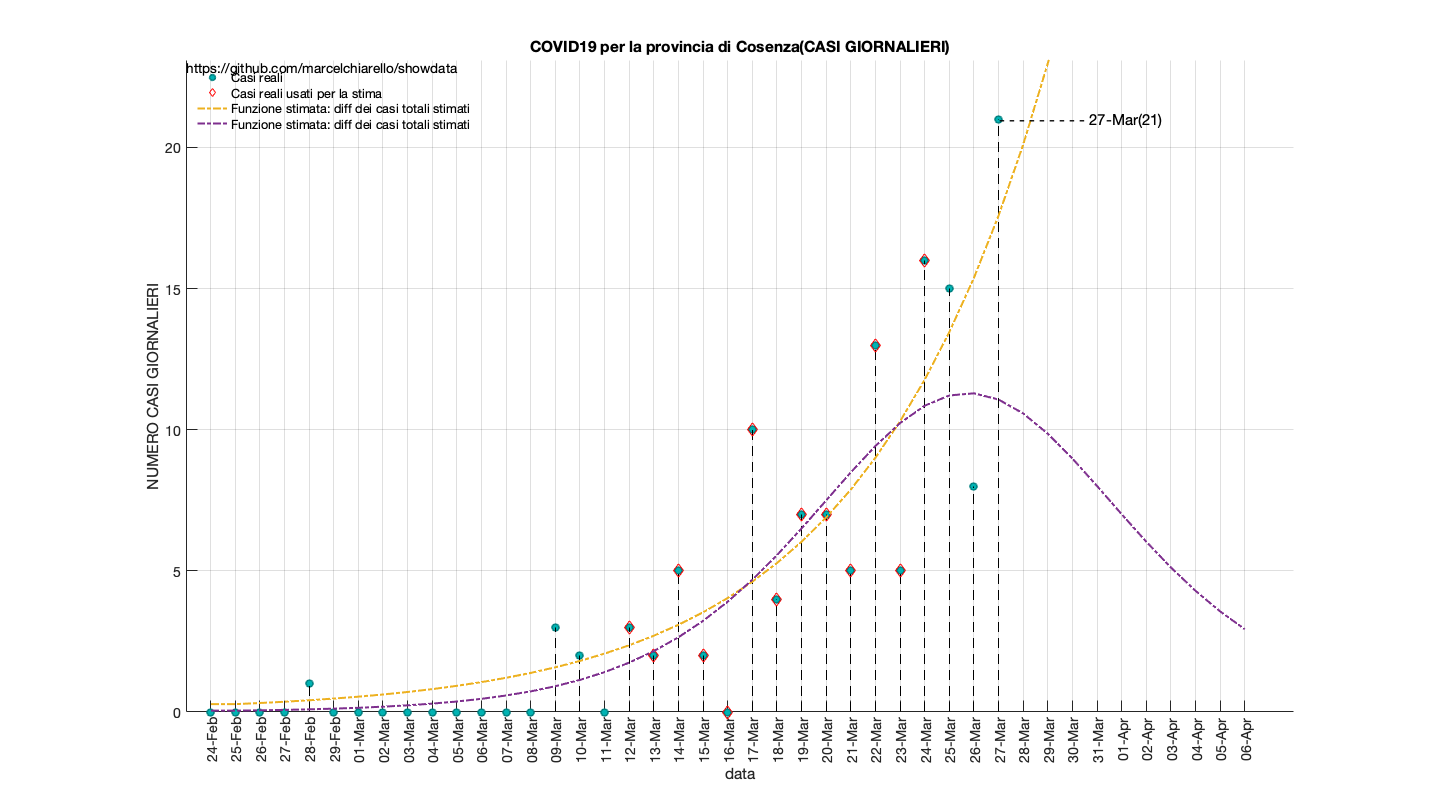 COVID19 per la provincia di Cosenza(CASI GIORNALIERI)
https://github.com/marcelchiarello/showdata
Casi reali
Casi reali usati per la stima
Funzione stimata: diff dei casi totali stimati
Funzione stimata: diff dei casi totali stimati
27-Mar(21)
NUMERO CASI GIORNALIERI
20
15
10
5
0
24-Feb
25-Feb
26-Feb
27-Feb
28-Feb
29-Feb
01-Mar
02-Mar
03-Mar
04-Mar
05-Mar
06-Mar
07-Mar
08-Mar
09-Mar
10-Mar
11-Mar
12-Mar
13-Mar
14-Mar
15-Mar
16-Mar
17-Mar
18-Mar
19-Mar
20-Mar
21-Mar
22-Mar
23-Mar
24-Mar
25-Mar
26-Mar
27-Mar
28-Mar
29-Mar
30-Mar
31-Mar
01-Apr
02-Apr
03-Apr
04-Apr
05-Apr
06-Apr
data